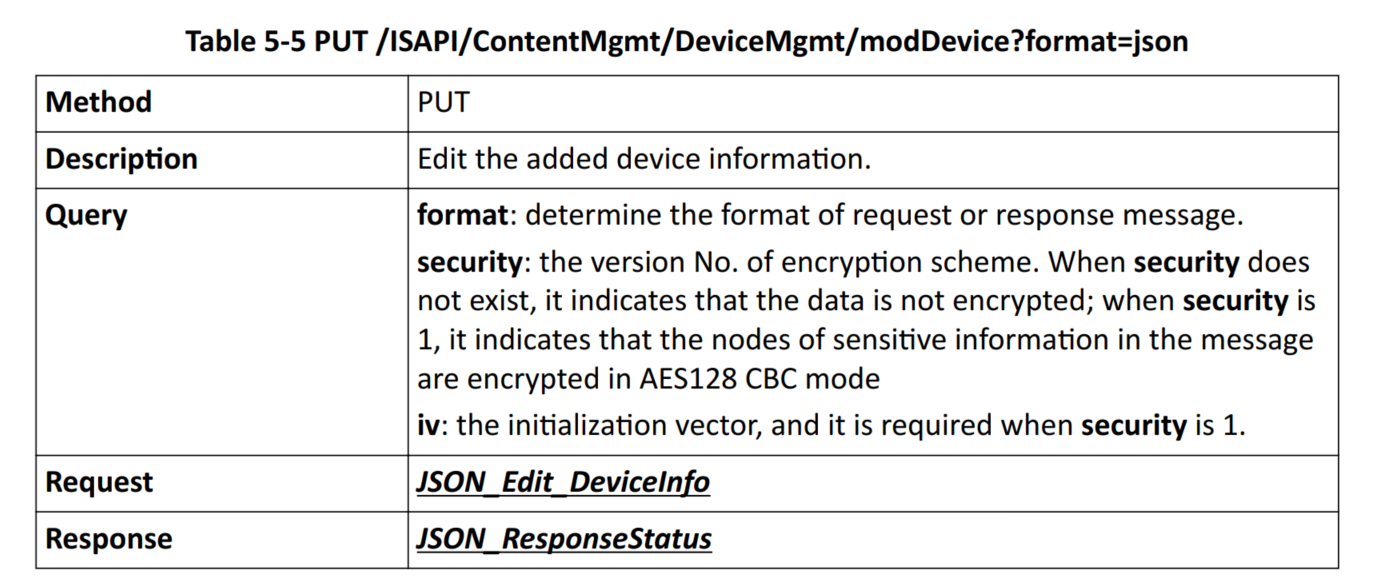 Table 5-5 PUT /ISAPI/ContentMgmt/DeviceMgmt/modDevice?format=json
Method
PUT
Description
Edit the added device information.
Query
format: determine the format of request or response message.
security: the version No. of encryption scheme. When security does
not exist, it indicates that the data is not encrypted; when security is
1, it indicates that the nodes of sensitive information in the message
are encrypted in AES128 CBC mode
iv: the initialization vector, and it is required when security is 1.
Request
JSON_Edit_DeviceInfo
Response
JSON_ResponseStatus